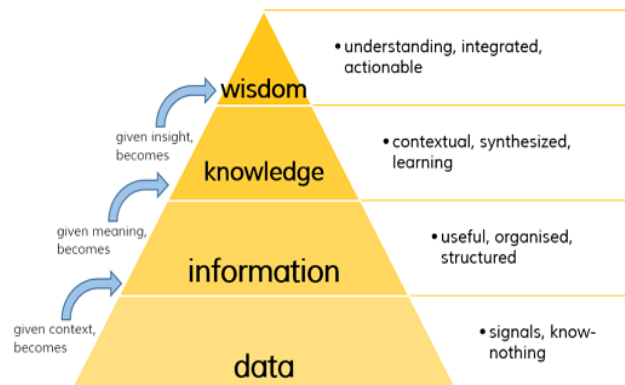 • understanding, integrated,
actionable
wisdom
given insight,
becomes
• contextual, synthesized,
learning
knowledge
given meaning,
becomes
• useful, organised,
structured
information
given context,
becomes
• signals, know-
nothing
data